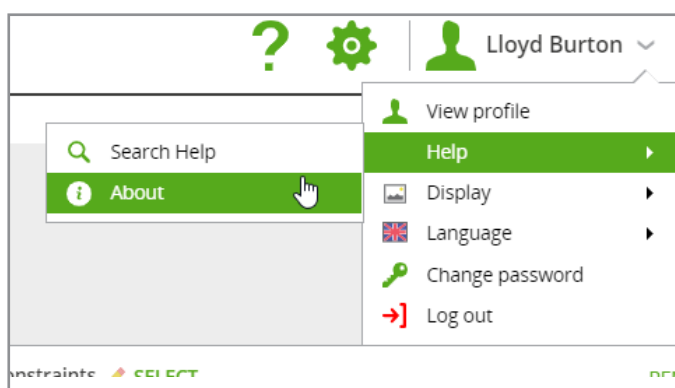 ? Lloyd Burton
View profile
Help
Search Help
About
Display
Language
Change password
Log out
SELECT